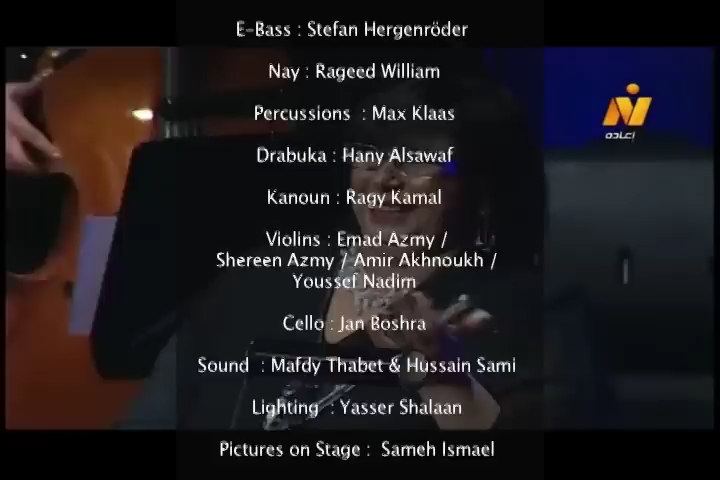 E-Bass : Stefan Hergenröder
Nay : Rageed William
Percussions : Max Klaas
إعاده
Drabuka : Hany Alsawaf
Kanoun : Ragy Kamal
Violins : Emad Azmy /
Shereen Azmy / Amir Akhnoukh /
Youssef Nadim
Cello : Jan Boshra
Sound : Mafdy Thabet & Hussain Sami
Lighting : Yasser Shalaan
Pictures on Stage : Sameh Ismael